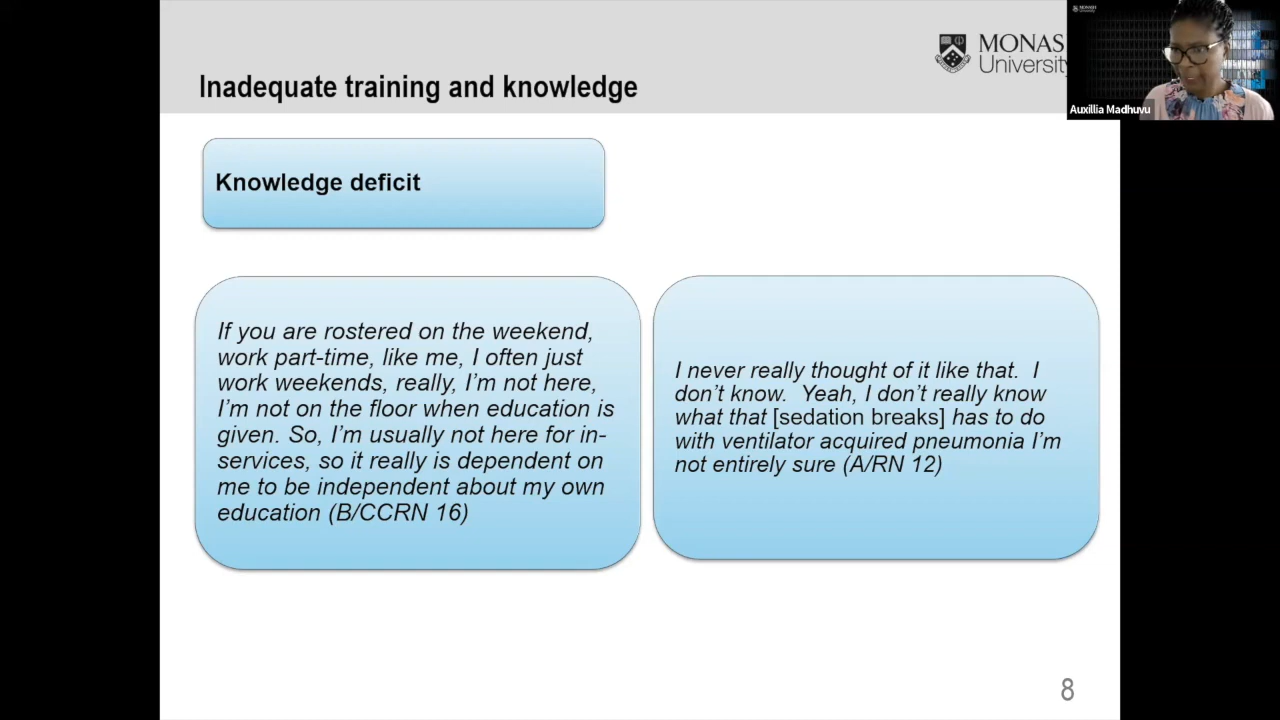 Inadequate training and knowledge
MONAS
University
MONASH
University
Auxillia Madhuvu
Knowledge deficit
If you are rostered on the weekend,
work part-time, like me, I often just
work weekends, really, I’m not here,
I’m not on the floor when education is
given. So, I’m usually not here for in-
services, so it really is dependent on
me to be independent about my own
education (B/CCRN 16)
I never really thought of it like that.  I
don’t know.  Yeah, I don’t really know
what that [sedation breaks] has to do
with ventilator acquired pneumonia I’m
not entirely sure (A/RN 12)
8